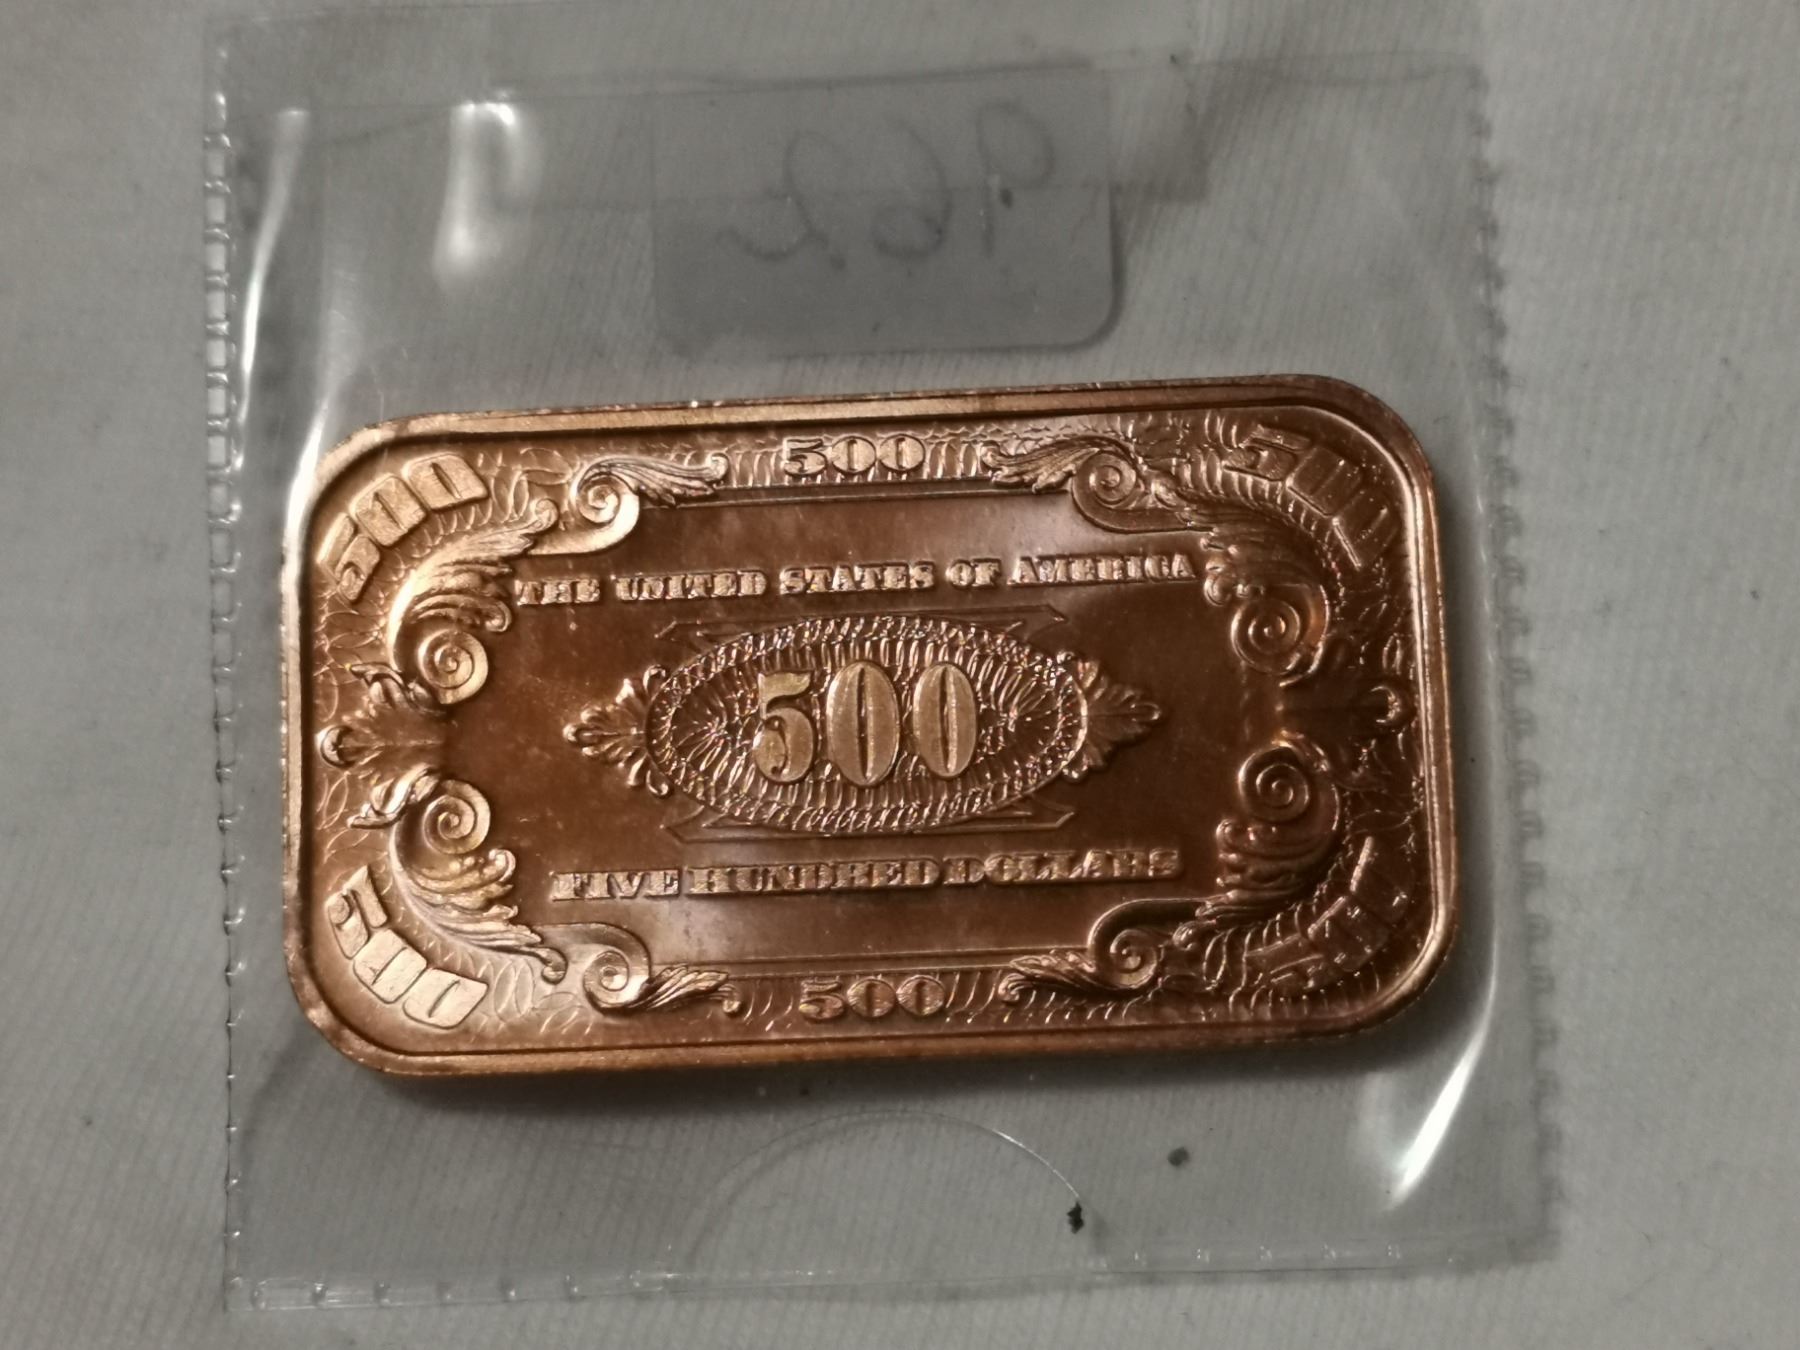 500 500 500
THE UNITED STATES OF AMERICA
500
FIVE HUNDRED DOLLARS
500 500